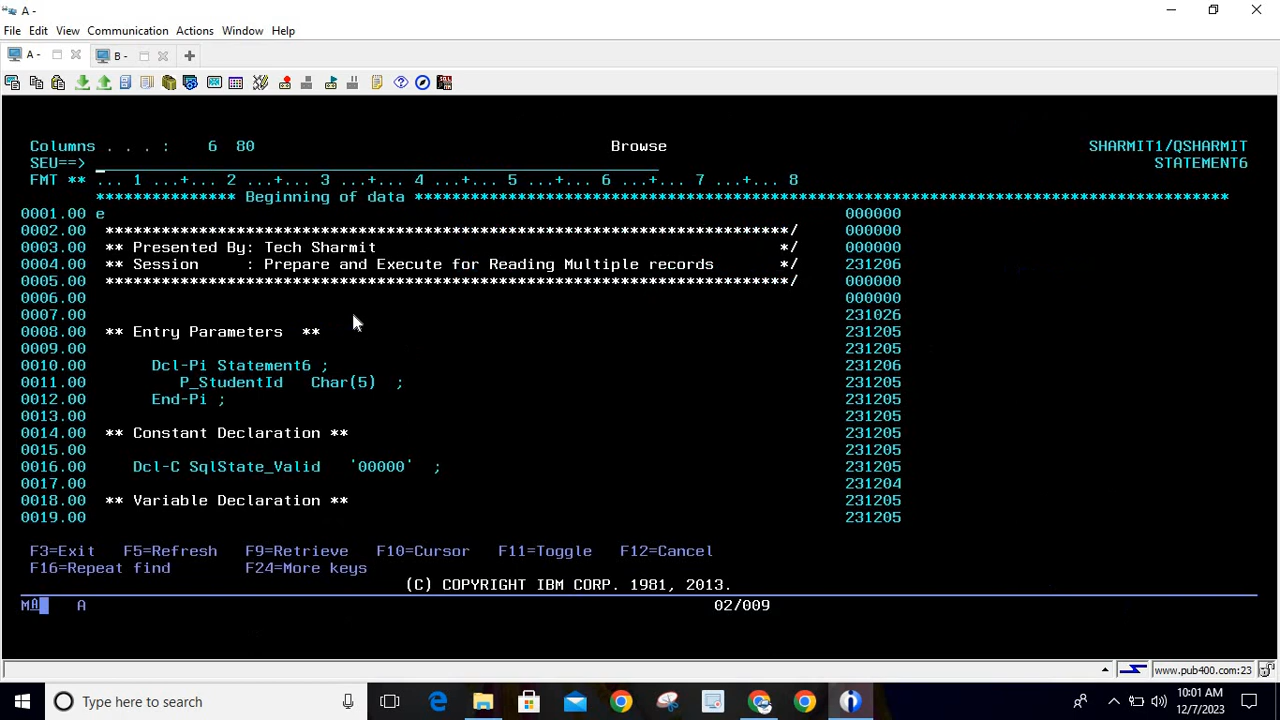 A -
File Edit View Communication Actions Window Help
A - B -
Columns . . . : 6 80 Browse SHARMIT1/QSHARMIT
SEU==> STATEMENT6
FMT ** ... 1 ...+... 2 ...+... 3 ...+... 4 ...+... 5 ...+... 6 ...+... 7 ...+... 8
*************** Beginning of data ***************************************************************************************
0001.00 e 000000
0002.00 *************************************************************************/ 000000
0003.00 ** Presented By: Tech Sharmit */ 000000
0004.00 ** Session : Prepare and Execute for Reading Multiple records */ 231206
0005.00 *************************************************************************/ 000000
0006.00 000000
0007.00 231026
0008.00 ** Entry Parameters ** 231205
0009.00 231205
0010.00 Dcl-Pi Statement6 ; 231206
0011.00 P_StudentId Char(5) ; 231205
0012.00 End-Pi ; 231205
0013.00 231205
0014.00 ** Constant Declaration ** 231205
0015.00 231205
0016.00 Dcl-C SqlState_Valid '00000' ; 231205
0017.00 231204
0018.00 ** Variable Declaration ** 231205
0019.00 231205
F3=Exit F5=Refresh F9=Retrieve F10=Cursor F11=Toggle F12=Cancel
F16=Repeat find F24=More keys
(C) COPYRIGHT IBM CORP. 1981, 2013.
MA A 02/009
www.pub400.com:23
Type here to search
10:01 AM
12/7/2023